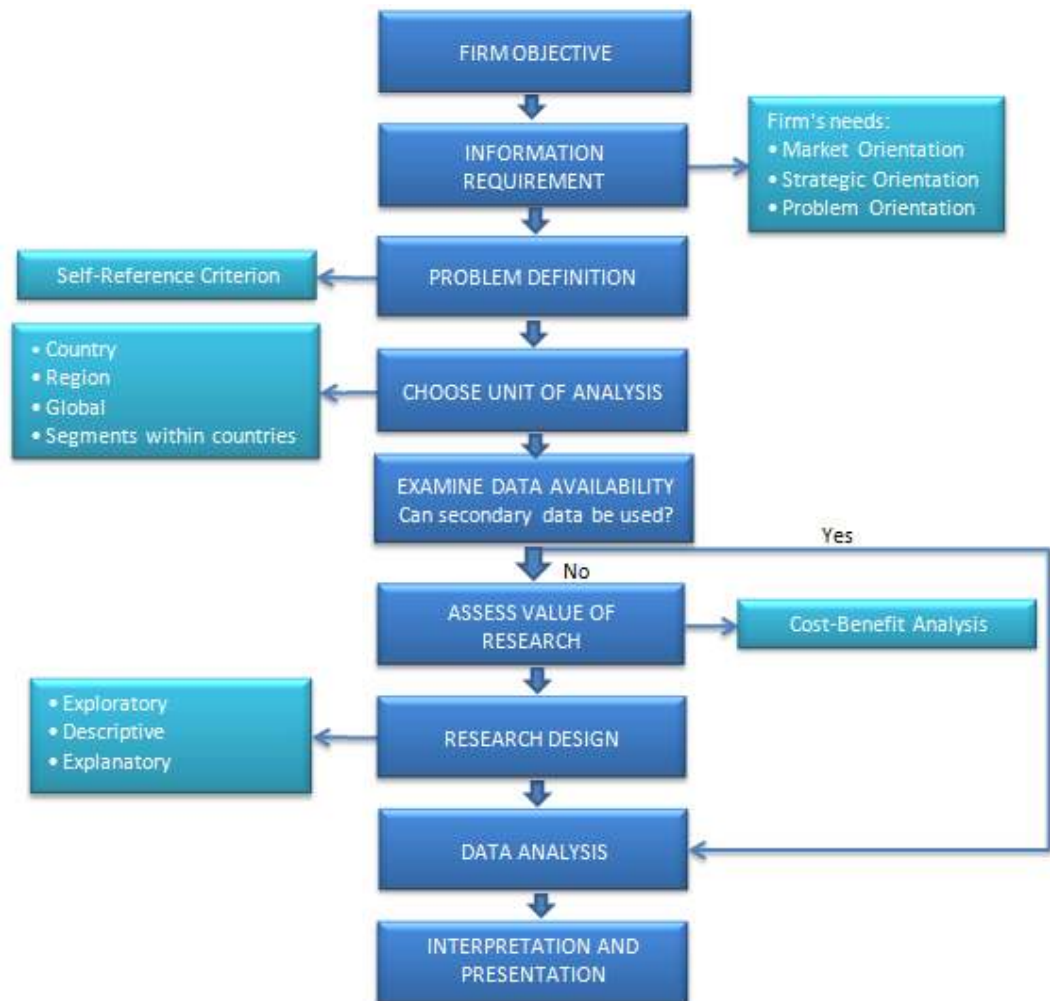 FIRM OBJECTIVE
INFORMATION
REQUIREMENT
Firm's needs:
• Market Orientation
• Strategic Orientation
• Problem Orientation
Self-Reference Criterion
PROBLEM DEFINITION
• Country
• Region
• Global
• Segments within countries
CHOOSE UNIT OF ANALYSIS
EXAMINE DATA AVAILABILITY
Can secondary data be used?
Yes
No
ASSESS VALUE OF
RESEARCH
Cost-Benefit Analysis
• Exploratory
• Descriptive
• Explanatory
RESEARCH DESIGN
DATA ANALYSIS
INTERPRETATION AND
PRESENTATION